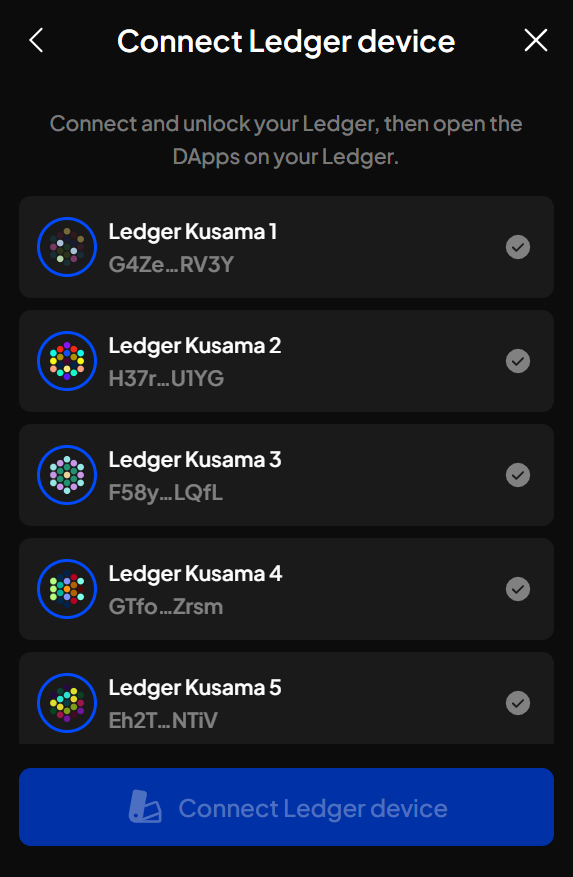 Connect Ledger device
Connect and unlock your Ledger, then open the
DApps on your Ledger.
Ledger Kusama 1
G4Ze...RV3Y
Ledger Kusama 2
H37r...U1YG
Ledger Kusama 3
F58y...LQfL
Ledger Kusama 4
GTfo...Zrsm
Ledger Kusama 5
Eh2T...NTiV
Connect Ledger device